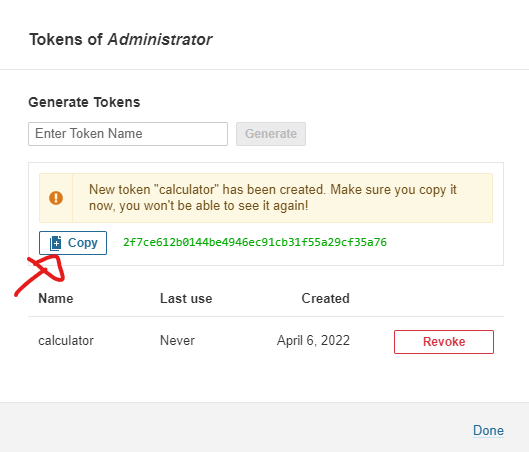 Tokens of Administrator
Generate Tokens
Enter Token Name
Generate
New token "calculator" has been created. Make sure you copy it
now, you won't be able to see it again!
Copy 2f7ce612b0144be4946ec91cb31f55a29cf35a76
Name Last use Created
calculator Never April 6, 2022 Revoke
Done